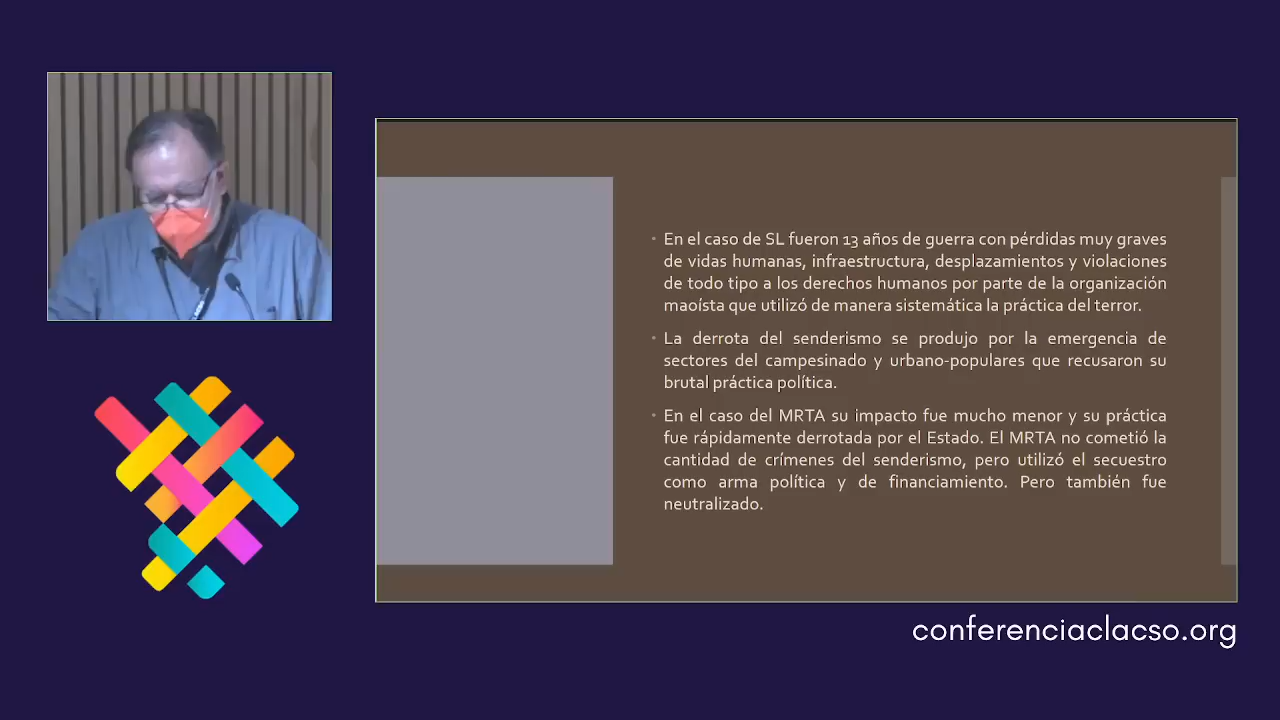 • En el caso de SL fueron 13 años de guerra con pérdidas muy graves
de vidas humanas, infraestructura, desplazamientos y violaciones
de todo tipo a los derechos humanos por parte de la organización
maoísta que utilizó de manera sistemática la práctica del terror.
• La derrota del senderismo se produjo por la emergencia de
sectores del campesinado y urbano-populares que recusaron su
brutal práctica política.
• En el caso del MRTA su impacto fue mucho menor y su práctica
fue rápidamente derrotada por el Estado. El MRTA no cometió la
cantidad de crímenes del senderismo, pero utilizó el secuestro
como arma política y de financiamiento. Pero también fue
neutralizado.
conferenciaclacso.org